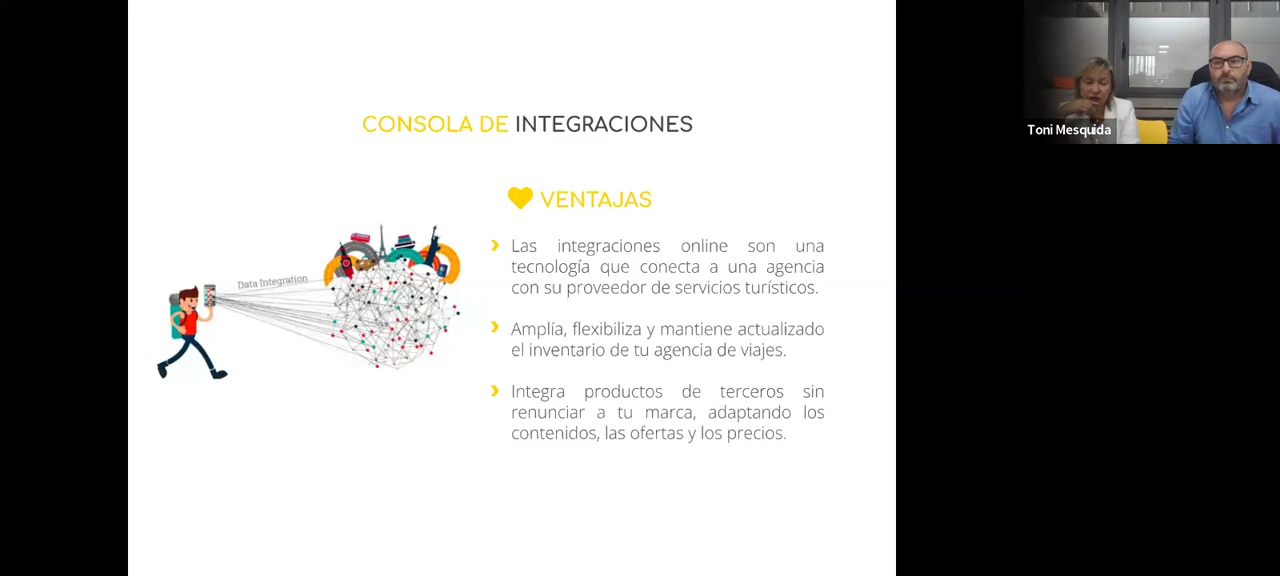 CONSOLA DE INTEGRACIONES
VENTAJAS
Las integraciones online son una
tecnología que conecta a una agencia
con su proveedor de servicios turísticos.
Amplía, flexibiliza y mantiene actualizado
el inventario de tu agencia de viajes.
Integra productos de terceros sin
renunciar a tu marca, adaptando los
contenidos, las ofertas y los precios.
Data Integration
Toni Mesquida